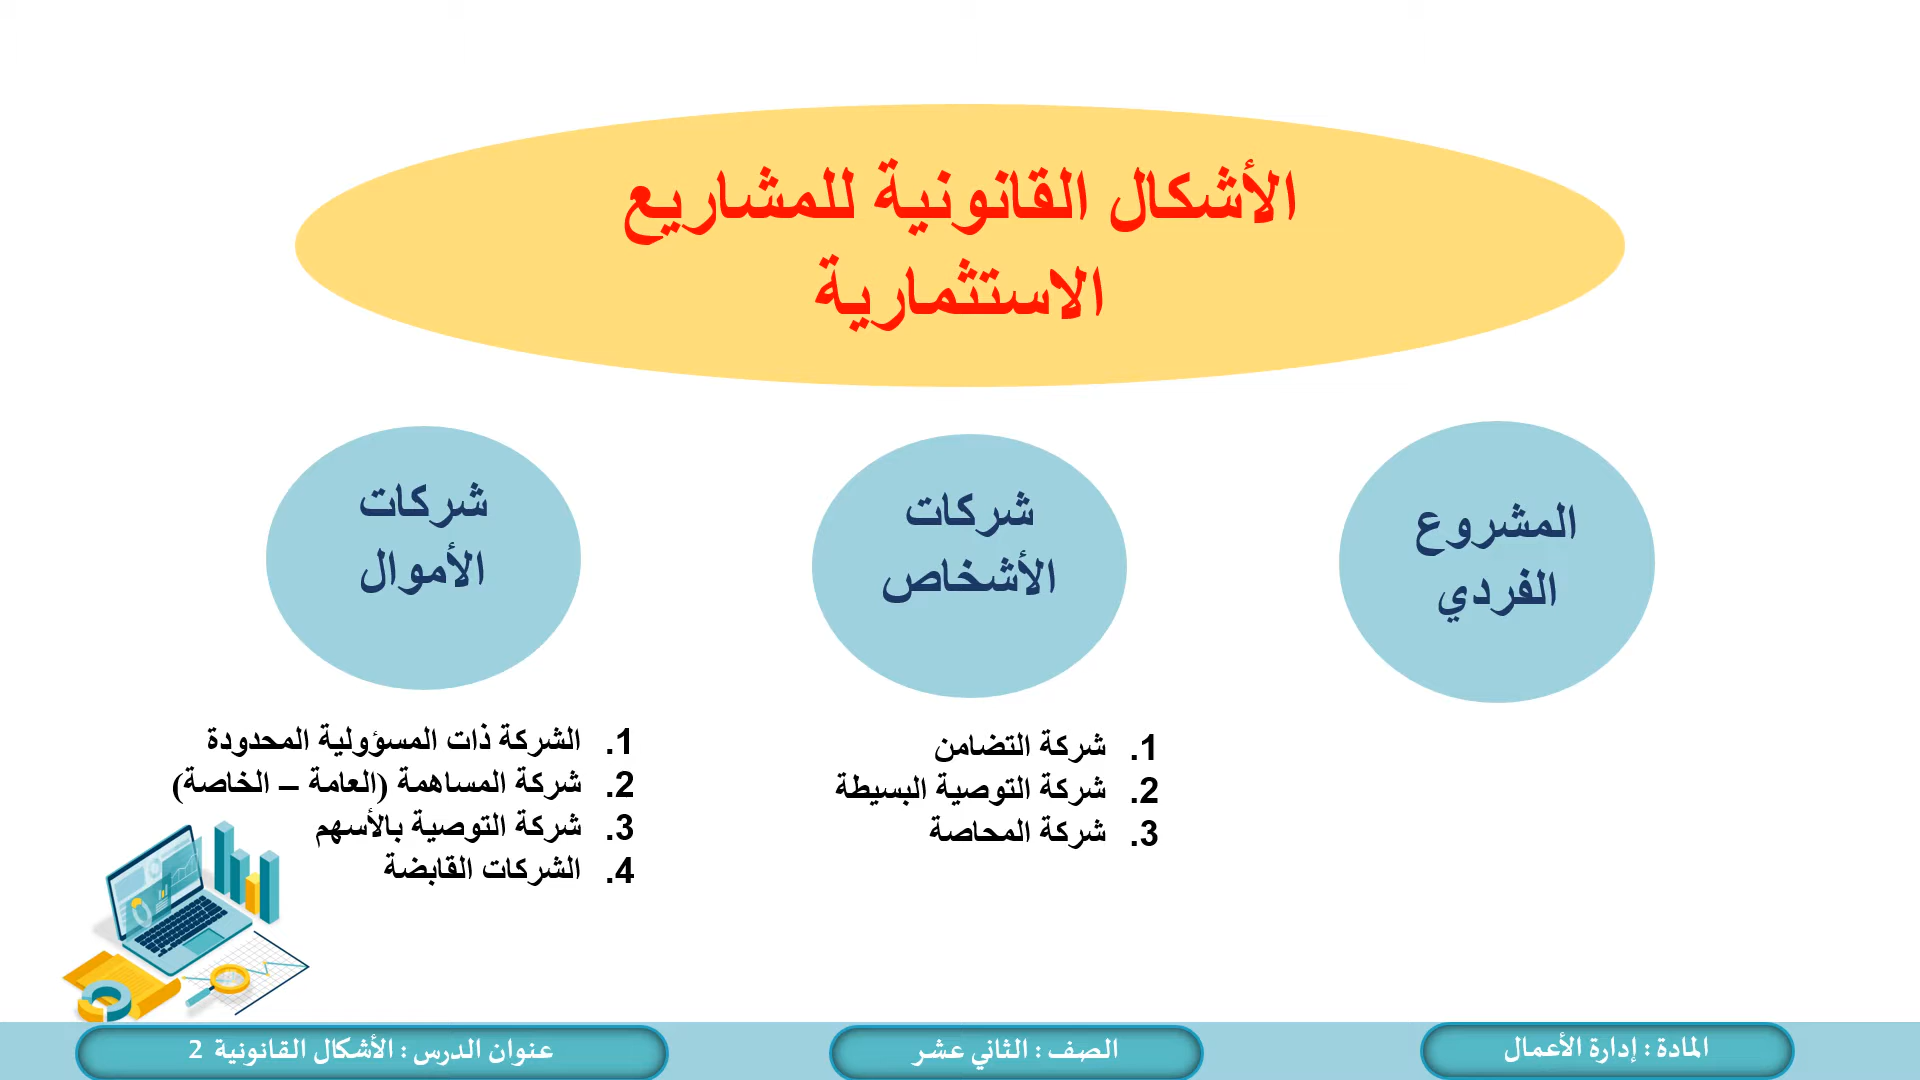 الأشكال القانونية للمشاريع
الاستثمارية
المشروع
الفردي
شركات
الأشخاص
1. شركة التضامن
2. شركة التوصية البسيطة
3. شركة المحاصة
شركات
الأموال
1. الشركة ذات المسؤولية المحدودة
2. شركة المساهمة (العامة – الخاصة)
3. شركة التوصية بالأسهم
4. الشركات القابضة
المادة : إدارة الأعمال
الصف : الثاني عشر
عنوان الدرس : الأشكال القانونية 2